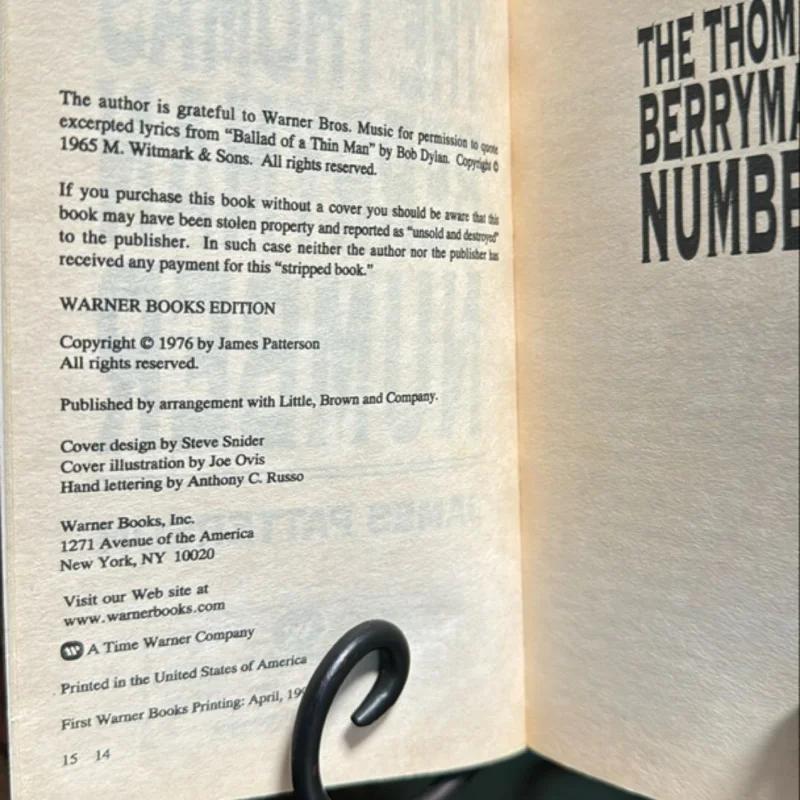 The author is grateful to Warner Bros. Music for permission to quote
excerpted lyrics from "Ballad of a Thin Man" by Bob Dylan. Copyright ©
1965 M. Witmark & Sons. All rights reserved.
If you purchase this book without a cover you should be aware that this
book may have been stolen property and reported as "unsold and destroyed"
to the publisher. In such case neither the author nor the publisher has
received any payment for this "stripped book."
WARNER BOOKS EDITION
Copyright © 1976 by James Patterson
All rights reserved.
Published by arrangement with Little, Brown and Company.
Cover design by Steve Snider
Cover illustration by Joe Ovis
Hand lettering by Anthony C. Russo
Warner Books, Inc.
1271 Avenue of the America
New York, NY 10020
Visit our Web site at
www.warnerbooks.com
A Time Warner Company
Printed in the United States of America
First Warner Books Printing: April, 19
15 14
THE THOM
BERRYMA
NUMBE